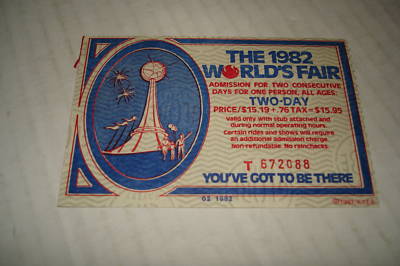 THE 1982
WORLD'S FAIR
ADMISSION FOR TWO CONSECUTIVE
DAYS FOR ONE PERSON, ALL AGES:
TWO-DAY
PRICE/$15.19 + .76 TAX = $15.95
valid only with stub attached and
during normal operating hours.
Certain rides and shows will require
an additional admission charge
Non-refundable No rainchecks
T 572088
YOU'VE GOT TO BE THERE
02 1982